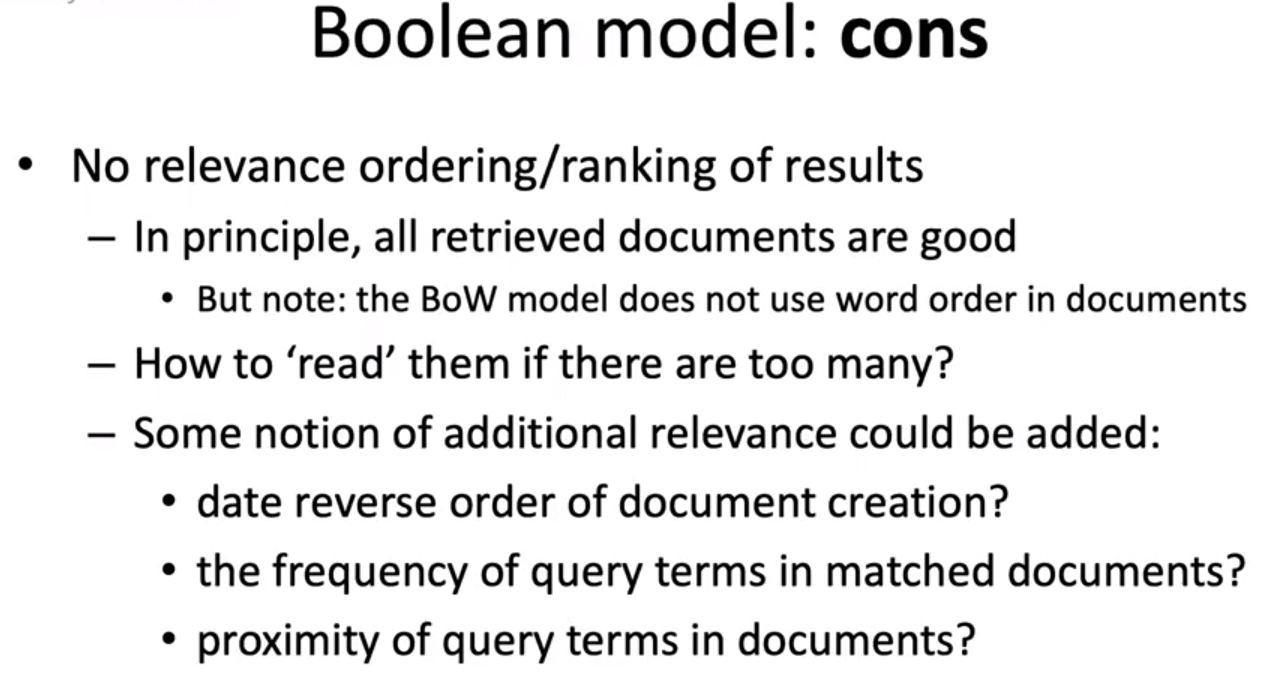 Boolean model: cons
• No relevance ordering/ranking of results
– In principle, all retrieved documents are good
• But note: the BoW model does not use word order in documents
– How to ‘read’ them if there are too many?
– Some notion of additional relevance could be added:
• date reverse order of document creation?
• the frequency of query terms in matched documents?
• proximity of query terms in documents?